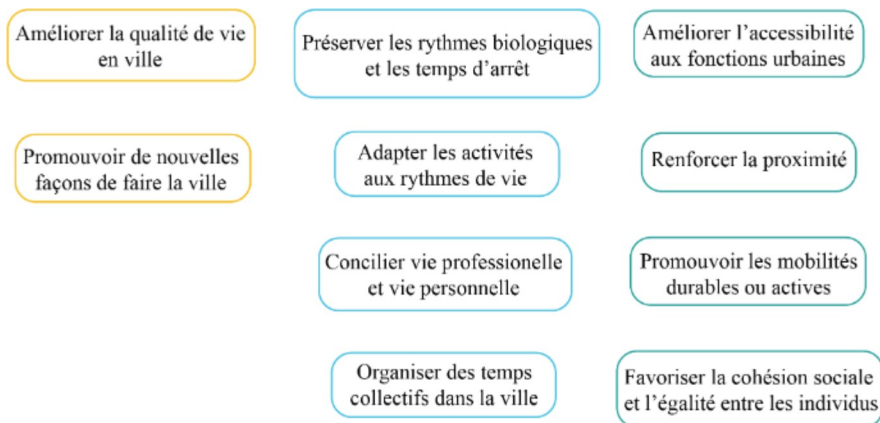 Améliorer la qualité de vie
en ville
Promouvoir de nouvelles
façons de faire la ville
Préserver les rythmes biologiques
et les temps d'arrêt
Adapter les activités
aux rythmes de vie
Concilier vie professionelle
et vie personnelle
Organiser des temps
collectifs dans la ville
Améliorer l'accessibilité
aux fonctions urbaines
Renforcer la proximité
Promouvoir les mobilités
durables ou actives
Favoriser la cohésion sociale
et l'égalité entre les individus